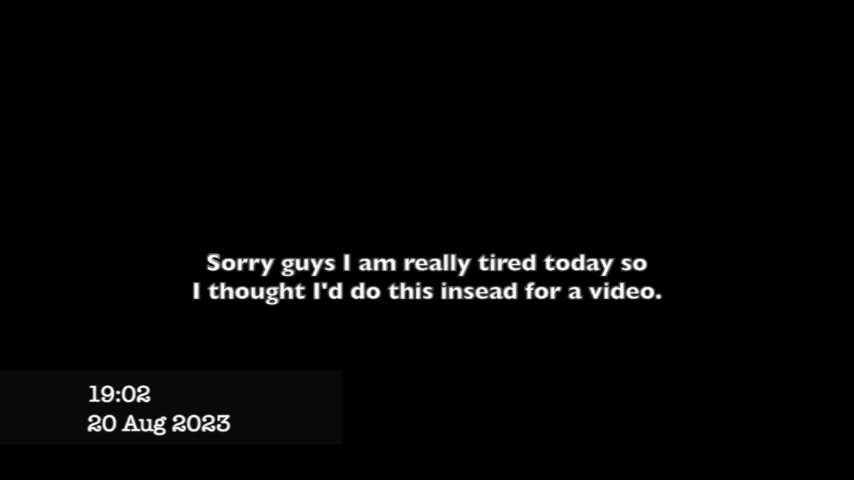 Sorry guys I am really tired today so
I thought I'd do this insead for a video.
19:02
20 Aug 2023